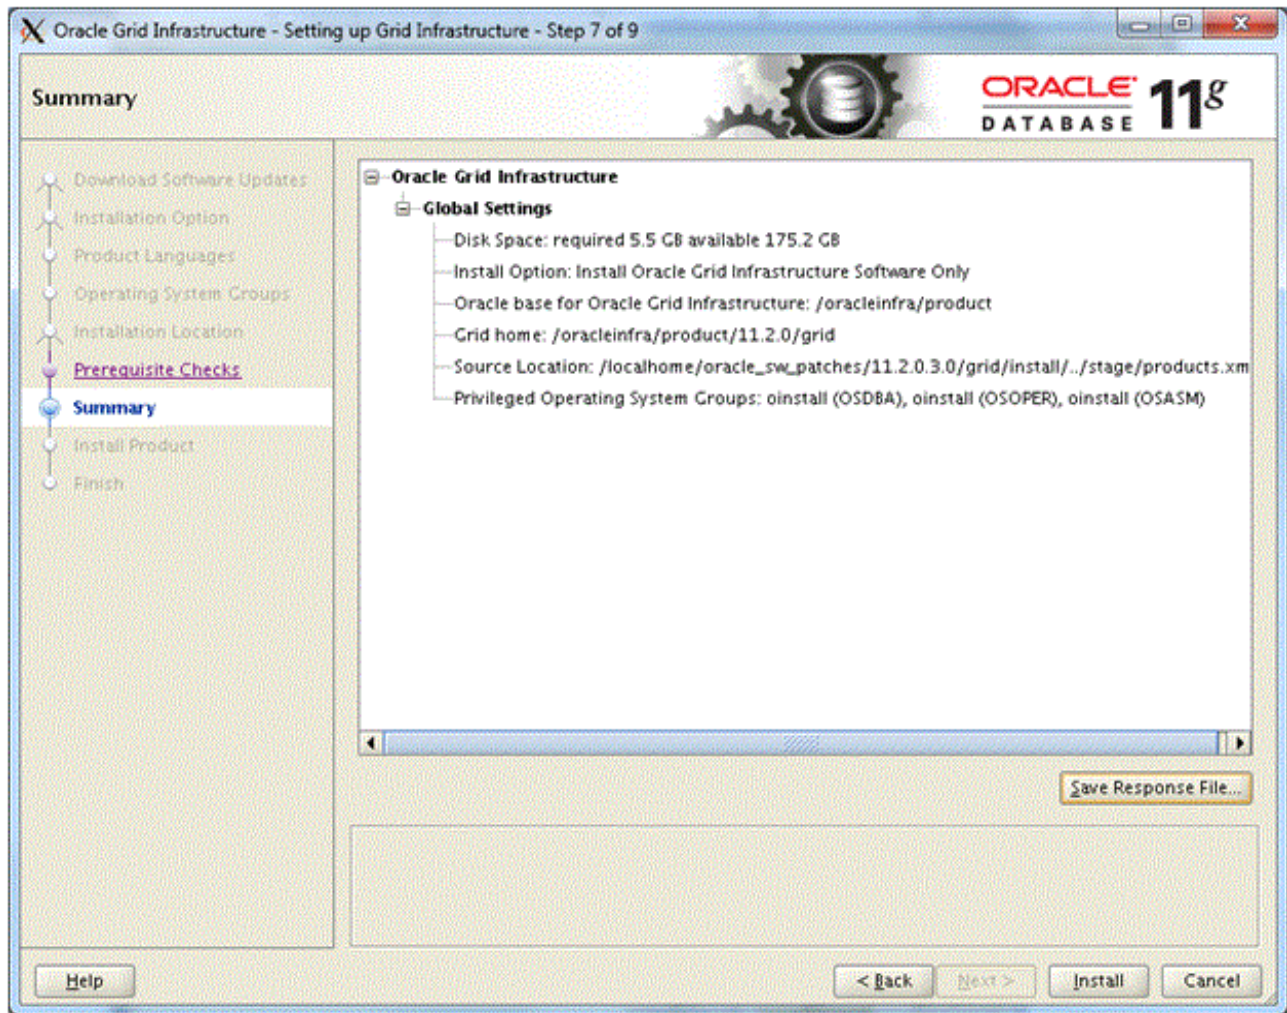 Oracle Grid Infrastructure - Setting up Grid Infrastructure - Step 7 of 9
Summary
ORACLE
DATABASE
11g
Download Software Updates
Installation Option
Product Languages
Operating System Groups
Installation Location
Prerequisite Checks
Summary
Install Product
Finish
Oracle Grid Infrastructure
Global Settings
Disk Space: required 5.5 GB available 175.2 GB
Install Option: Install Oracle Grid Infrastructure Software Only
Oracle base for Oracle Grid Infrastructure: /oracleinfra/product
Grid home: /oracleinfra/product/11.2.0/grid
Source Location: /localhome/oracle_sw_patches/11.2.0.3.0/grid/install/../stage/products.xm
Privileged Operating System Groups: oinstall (OSDBA), oinstall (OSOPER), oinstall (OSASM)
Save Response File...
Help
< Back
Next >
Install
Cancel